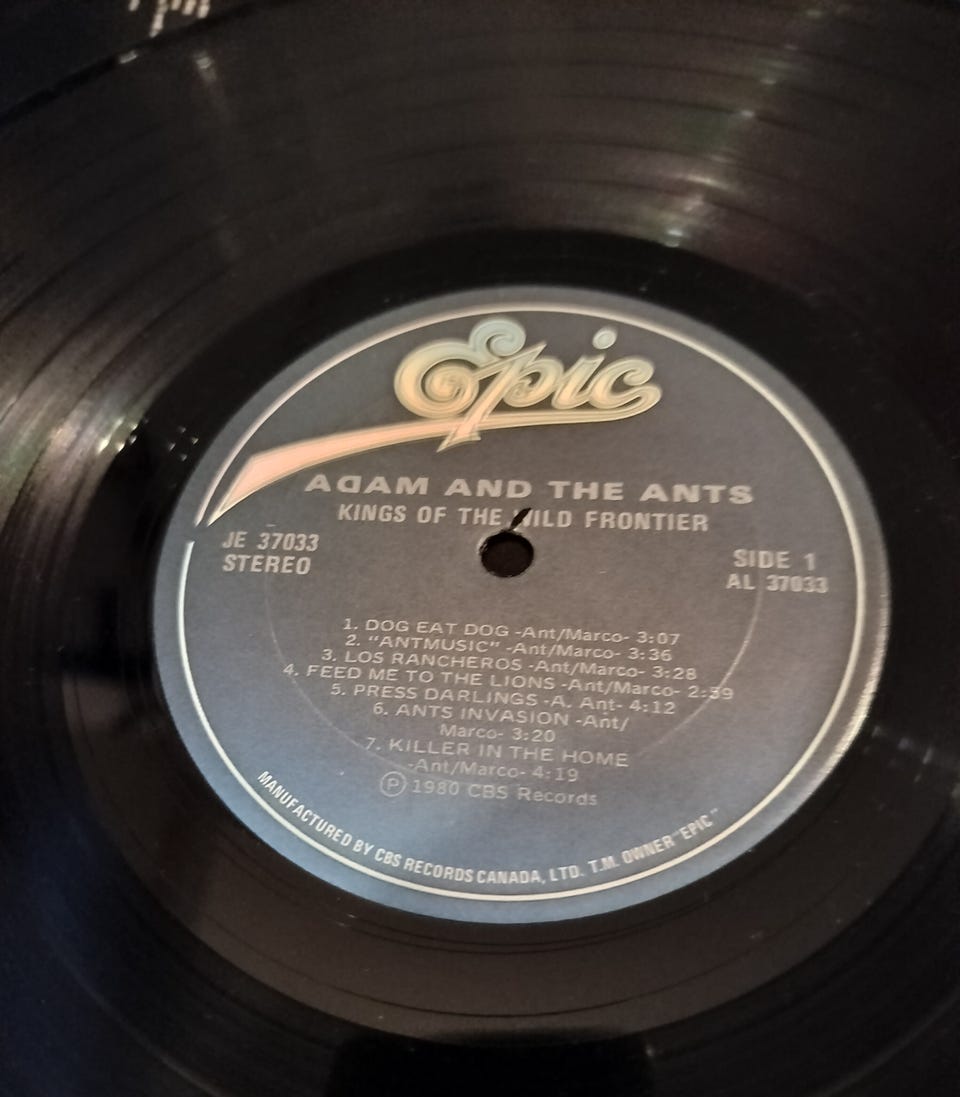 Epic
ADAM AND THE ANTS
KINGS OF THE WILD FRONTIER
JE 37033
STEREO
SIDE 1
AL 37033
1. DOG EAT DOG -Ant/Marco- 3:07
2. "ANTMUSIC" -Ant/Marco- 3:36
3. LOS RANCHEROS -Ant/Marco- 3:28
4. FEED ME TO THE LIONS -Ant/Marco- 2:59
5. PRESS DARLINGS -A. Ant- 4:12
6. ANTS INVASION -Ant/
Marco- 3:20
7. KILLER IN THE HOME
-Ant/Marco- 4:19
Ⓟ 1980 CBS Records
MANUFACTURED BY CBS RECORDS CANADA, LTD. T.M. OWNER "EPIC"